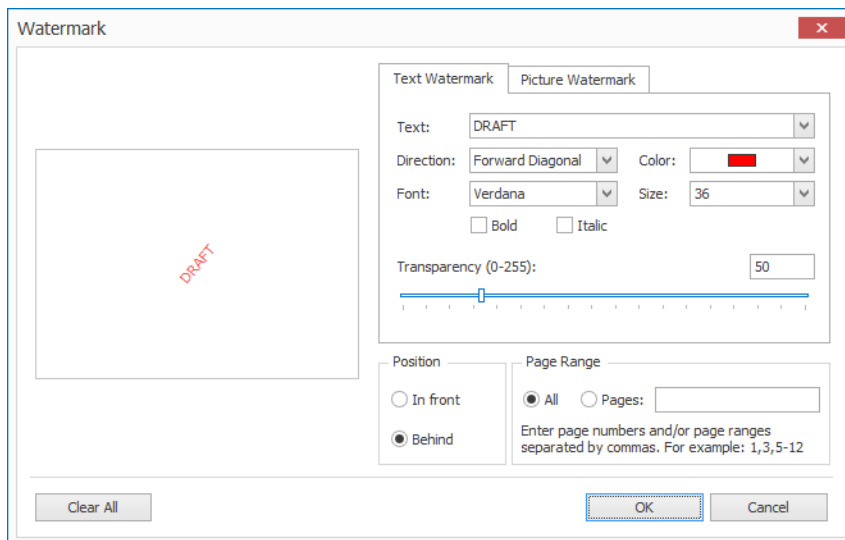 Watermark
Text Watermark
Picture Watermark
Text:
DRAFT
Direction:
Forward Diagonal
Color:
Font:
Verdana
Size:
36
Bold
Italic
DRAFT
Transparency (0-255):
50
Position
In front
Behind
Page Range
All
Pages:
Enter page numbers and/or page ranges
separated by commas. For example: 1,3,5-12
Clear All
OK
Cancel